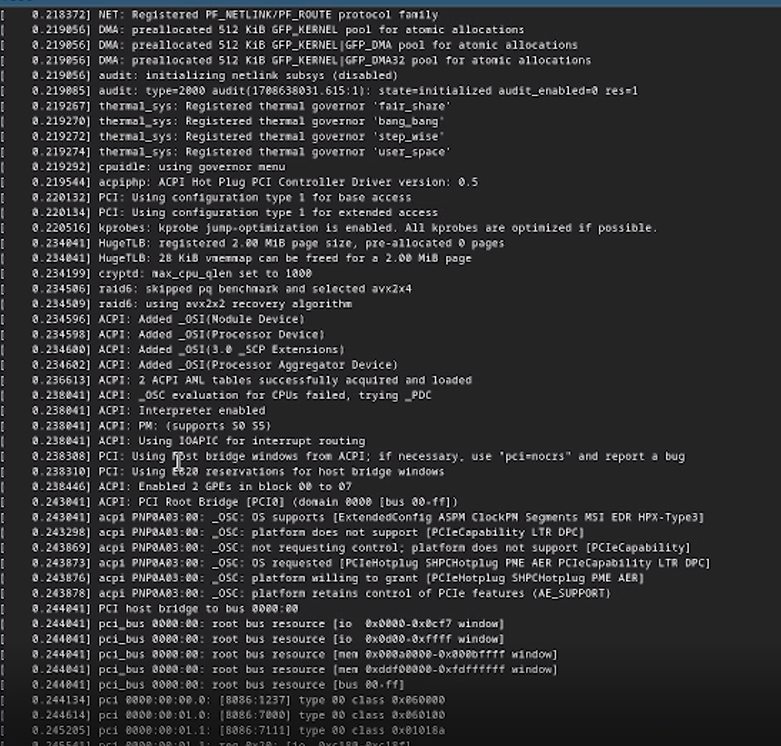 [    0.218372] NET: Registered PF_NETLINK/PF_ROUTE protocol family
[    0.219056] DMA: preallocated 512 KiB GFP_KERNEL pool for atomic allocations
[    0.219056] DMA: preallocated 512 KiB GFP_KERNEL|GFP_DMA pool for atomic allocations
[    0.219056] DMA: preallocated 512 KiB GFP_KERNEL|GFP_DMA32 pool for atomic allocations
[    0.219056] audit: initializing netlink subsys (disabled)
[    0.219085] audit: type=2000 audit(1708638031.615:1): state=initialized audit_enabled=0 res=1
[    0.219267] thermal_sys: Registered thermal governor 'fair_share'
[    0.219270] thermal_sys: Registered thermal governor 'bang_bang'
[    0.219272] thermal_sys: Registered thermal governor 'step_wise'
[    0.219274] thermal_sys: Registered thermal governor 'user_space'
[    0.219292] cpuidle: using governor menu
[    0.219544] acpiphp: ACPI Hot Plug PCI Controller Driver version: 0.5
[    0.220132] PCI: Using configuration type 1 for base access
[    0.220134] PCI: Using configuration type 1 for extended access
[    0.220516] kprobes: kprobe jump-optimization is enabled. All kprobes are optimized if possible.
[    0.234041] HugeTLB: registered 2.00 MiB page size, pre-allocated 0 pages
[    0.234041] HugeTLB: 28 KiB vmemmap can be freed for a 2.00 MiB page
[    0.234199] cryptd: max_cpu_qlen set to 1000
[    0.234506] raid6: skipped pq benchmark and selected avx2x4
[    0.234509] raid6: using avx2x2 recovery algorithm
[    0.234596] ACPI: Added _OSI(Module Device)
[    0.234598] ACPI: Added _OSI(Processor Device)
[    0.234600] ACPI: Added _OSI(3.0 _SCP Extensions)
[    0.234602] ACPI: Added _OSI(Processor Aggregator Device)
[    0.236613] ACPI: 2 ACPI AML tables successfully acquired and loaded
[    0.238041] ACPI: _OSC evaluation for CPUs failed, trying _PDC
[    0.238041] ACPI: Interpreter enabled
[    0.238041] ACPI: PM: (supports S0 S5)
[    0.238041] ACPI: Using IOAPIC for interrupt routing
[    0.238308] PCI: Using host bridge windows from ACPI; if necessary, use "pci=nocrs" and report a bug
[    0.238310] PCI: Using E820 reservations for host bridge windows
[    0.238446] ACPI: Enabled 2 GPEs in block 00 to 07
[    0.243041] ACPI: PCI Root Bridge [PCI0] (domain 0000 [bus 00-ff])
[    0.243041] acpi PNP0A03:00: _OSC: OS supports [ExtendedConfig ASPM ClockPM Segments MSI EDR HPX-Type3]
[    0.243298] acpi PNP0A03:00: _OSC: platform does not support [PCIeCapability LTR DPC]
[    0.243869] acpi PNP0A03:00: _OSC: not requesting control; platform does not support [PCIeCapability]
[    0.243873] acpi PNP0A03:00: _OSC: OS requested [PCIeHotplug SHPCHotplug PME AER PCIeCapability LTR DPC]
[    0.243876] acpi PNP0A03:00: _OSC: platform willing to grant [PCIeHotplug SHPCHotplug PME AER]
[    0.243878] acpi PNP0A03:00: _OSC: platform retains control of PCIe features (AE_SUPPORT)
[    0.244041] PCI host bridge to bus 0000:00
[    0.244041] pci_bus 0000:00: root bus resource [io  0x0000-0x0cf7 window]
[    0.244041] pci_bus 0000:00: root bus resource [io  0x0d00-0xffff window]
[    0.244041] pci_bus 0000:00: root bus resource [mem 0x000a0000-0x000bffff window]
[    0.244041] pci_bus 0000:00: root bus resource [mem 0xddf00000-0xfdffffff window]
[    0.244041] pci_bus 0000:00: root bus resource [bus 00-ff]
[    0.244134] pci 0000:00:00.0: [8086:1237] type 00 class 0x060000
[    0.244614] pci 0000:00:01.0: [8086:7000] type 00 class 0x060100
[    0.245205] pci 0000:00:01.1: [8086:7111] type 00 class 0x01018a